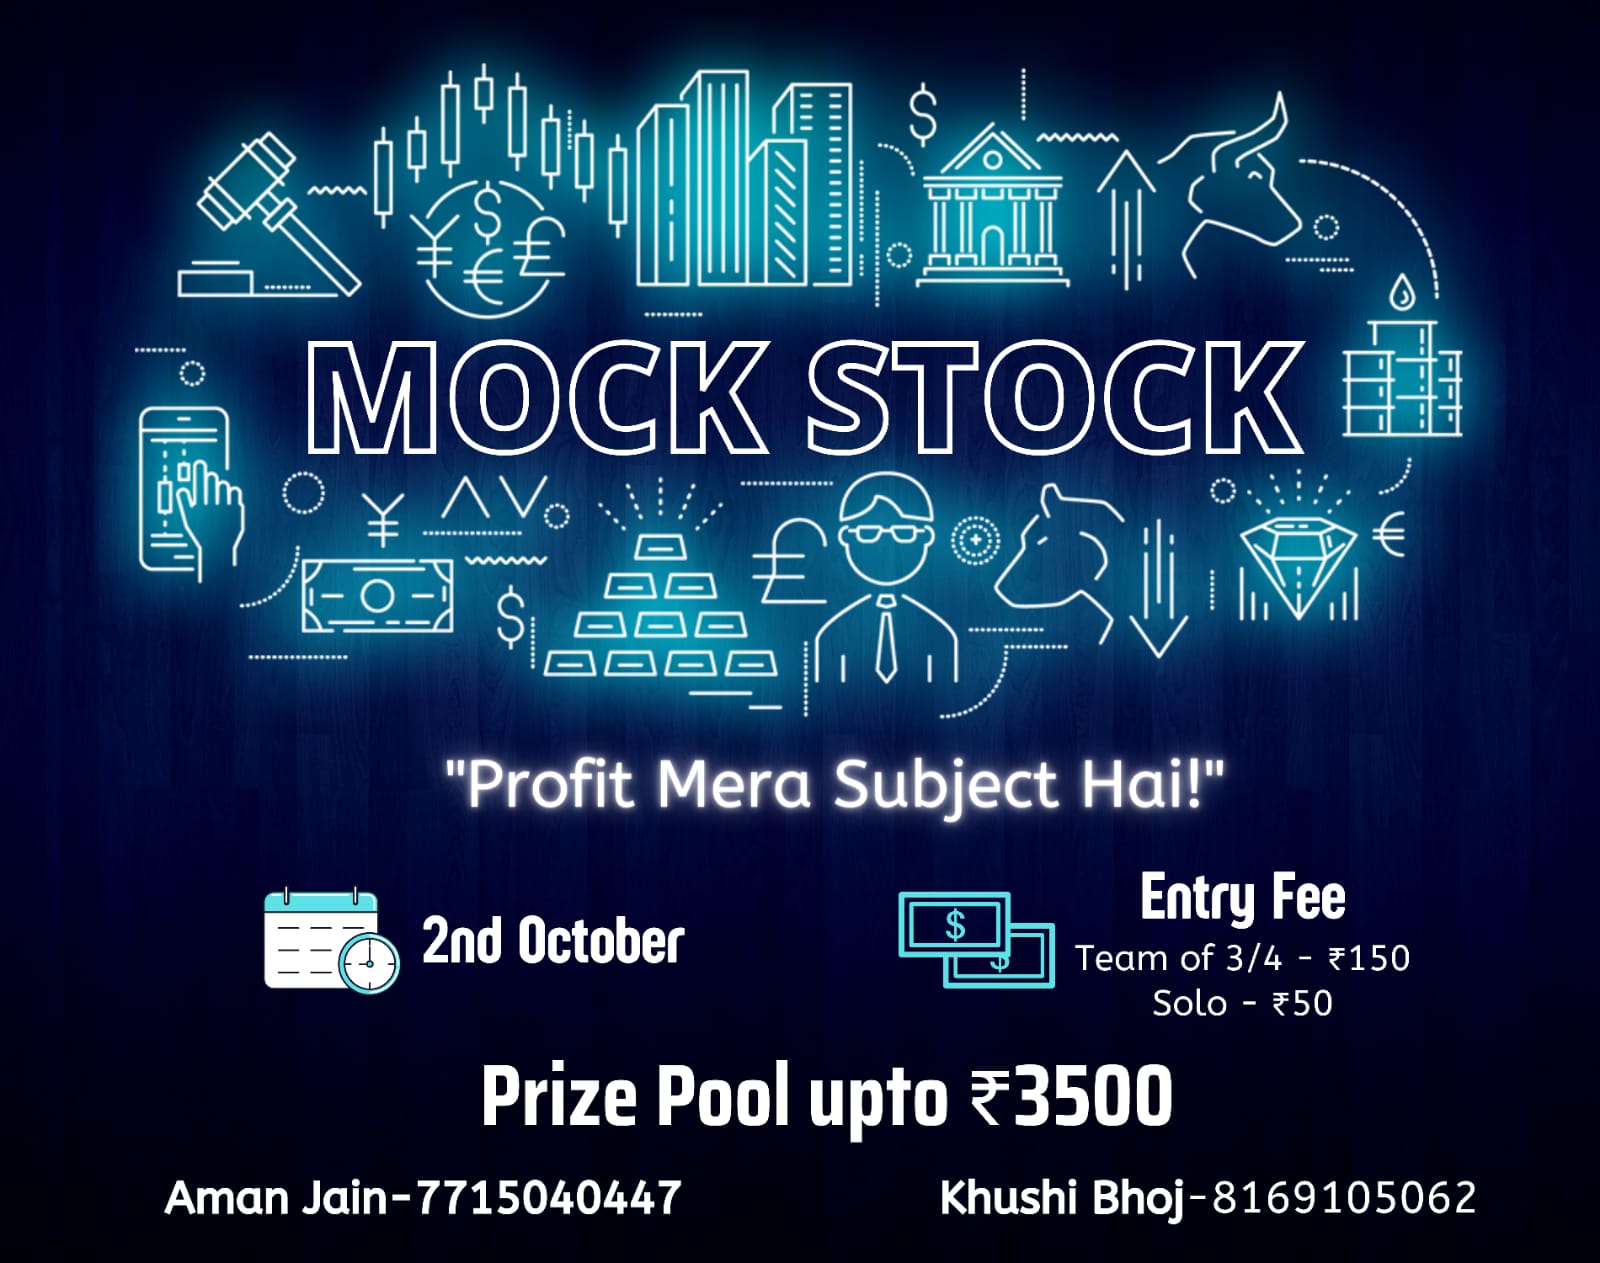 MOCK STOCK
"Profit Mera Subject Hai!"
2nd October
Entry Fee
Team of 3/4 - ₹150
Solo - ₹50
Prize Pool upto ₹3500
Aman Jain-7715040447
Khushi Bhoj-8169105062